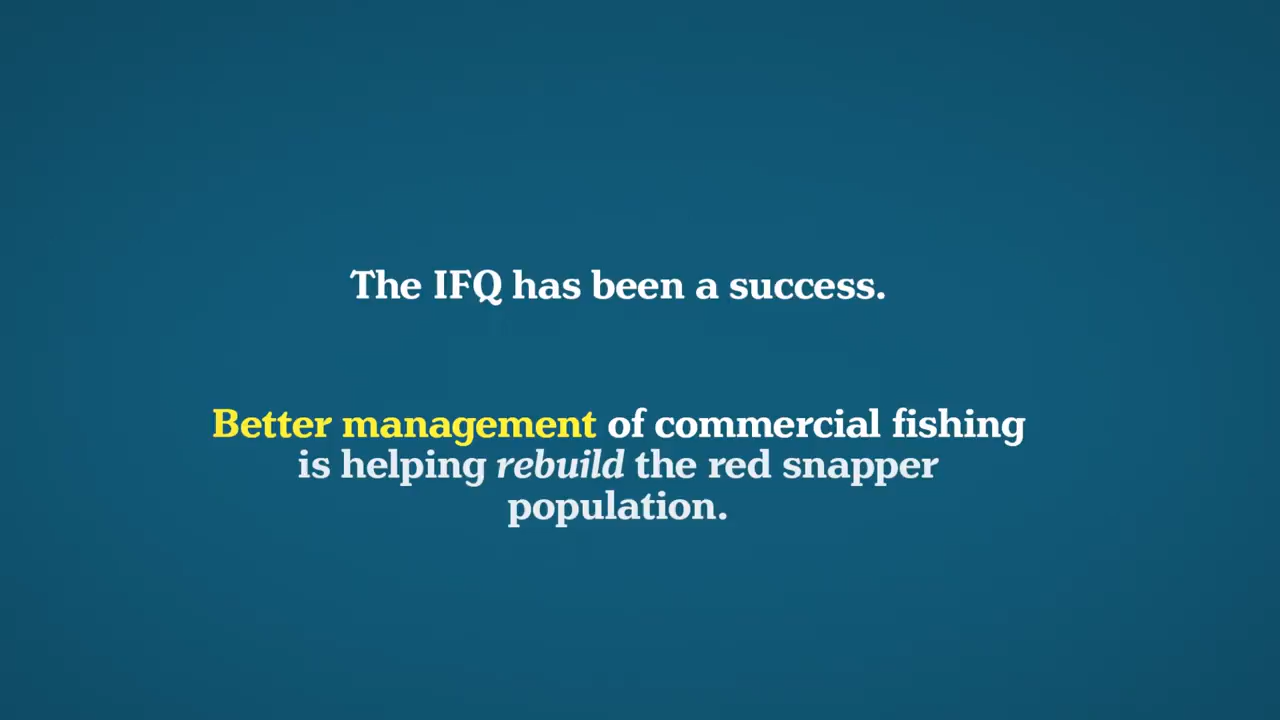 The IFQ has been a success.
Better management of commercial fishing
is helping rebuild the red snapper
population.